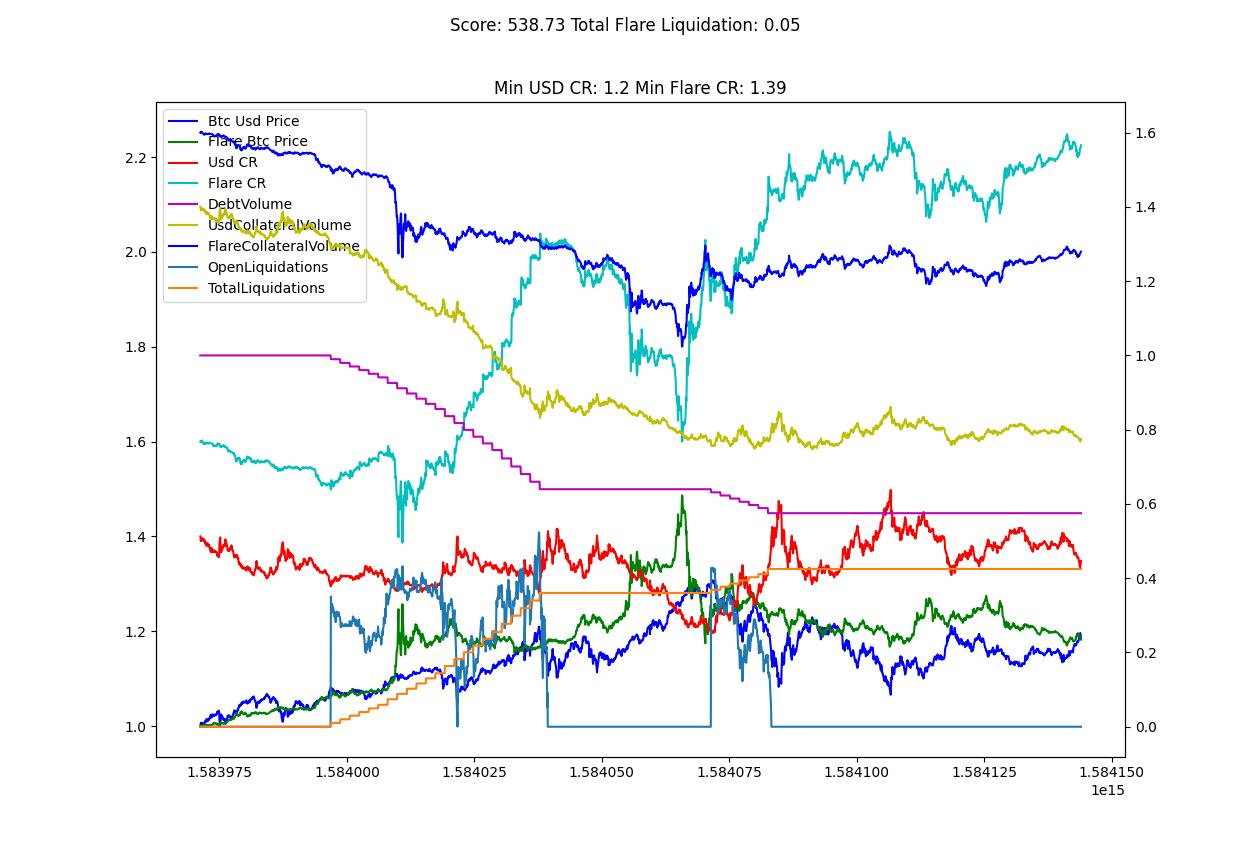 Score: 538.73 Total Flare Liquidation: 0.05
Min USD CR: 1.2 Min Flare CR: 1.39
Btc Usd Price
Flare Btc Price
Usd CR
Flare CR
DebtVolume
UsdCollateralVolume
FlareCollateralVolume
OpenLiquidations
TotalLiquidations
2.2
2.0
1.8
1.6
1.4
1.2
1.0
1.6
1.4
1.2
1.0
0.8
0.6
0.4
0.2
0.0
1.583975 1.584000 1.584025 1.584050 1.584075 1.584100 1.584125 1.584150
1e15